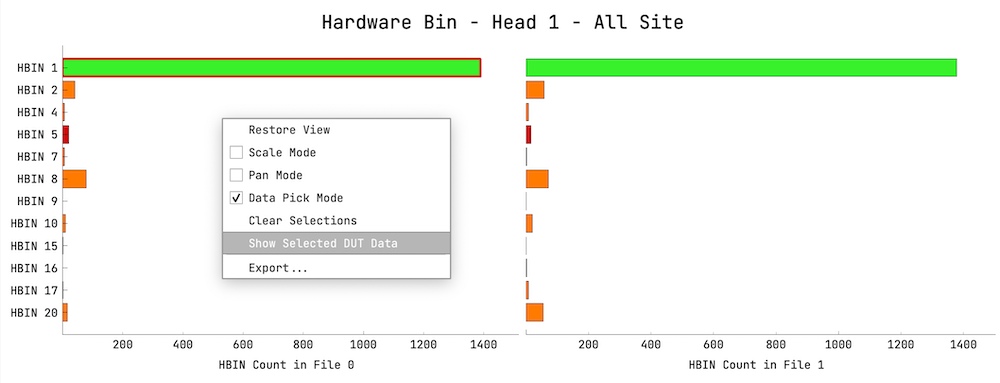 Hardware Bin - Head 1 - All Site
HBIN 1
HBIN 2
HBIN 4
HBIN 5
HBIN 7
HBIN 8
HBIN 9
HBIN 10
HBIN 15
HBIN 16
HBIN 17
HBIN 20
Restore View
Scale Mode
Pan Mode
Data Pick Mode
Clear Selections
Show Selected DUT Data
Export...
200 400 600 800 1000 1200 1400
HBIN Count in File 0
200 400 600 800 1000 1200 1400
HBIN Count in File 1